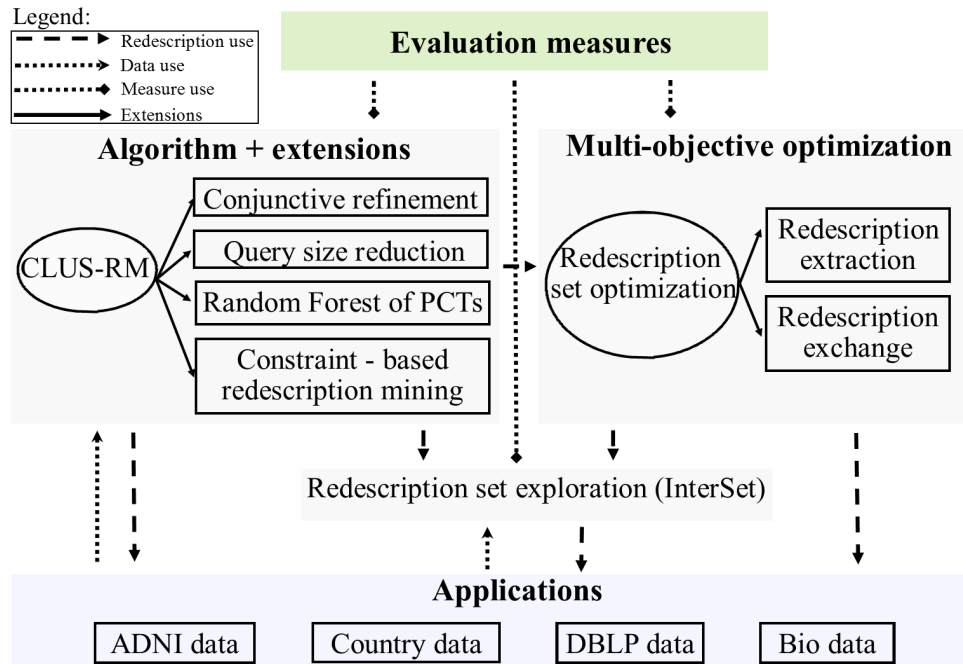 Legend:
Redescription use
Data use
Measure use
Extensions
Evaluation measures
Algorithm + extensions
CLUS-RM
Conjunctive refinement
Query size reduction
Random Forest of PCTs
Constraint - based
redescription mining
Multi-objective optimization
Redescription
set optimization
Redescription
extraction
Redescription
exchange
Redescription set exploration (InterSet)
Applications
ADNI data
Country data
DBLP data
Bio data